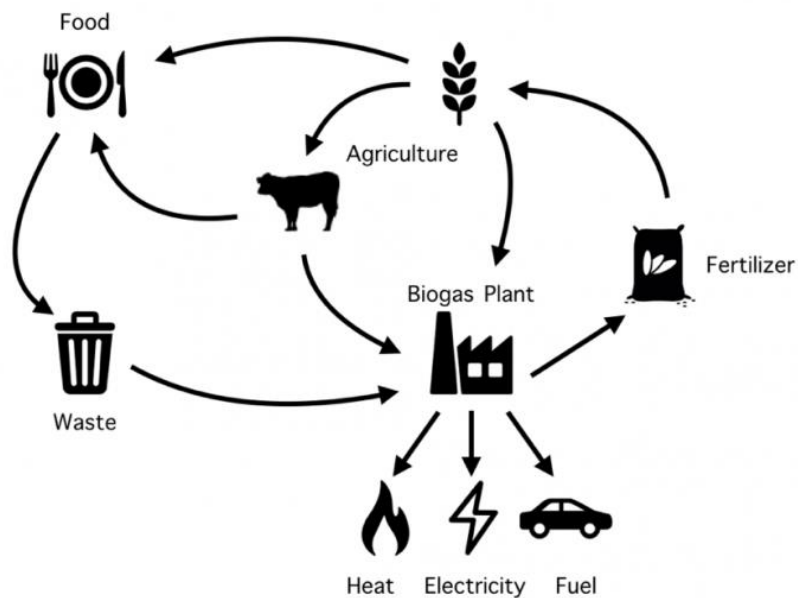 Food
Agriculture
Fertilizer
Biogas Plant
Waste
Heat
Electricity
Fuel